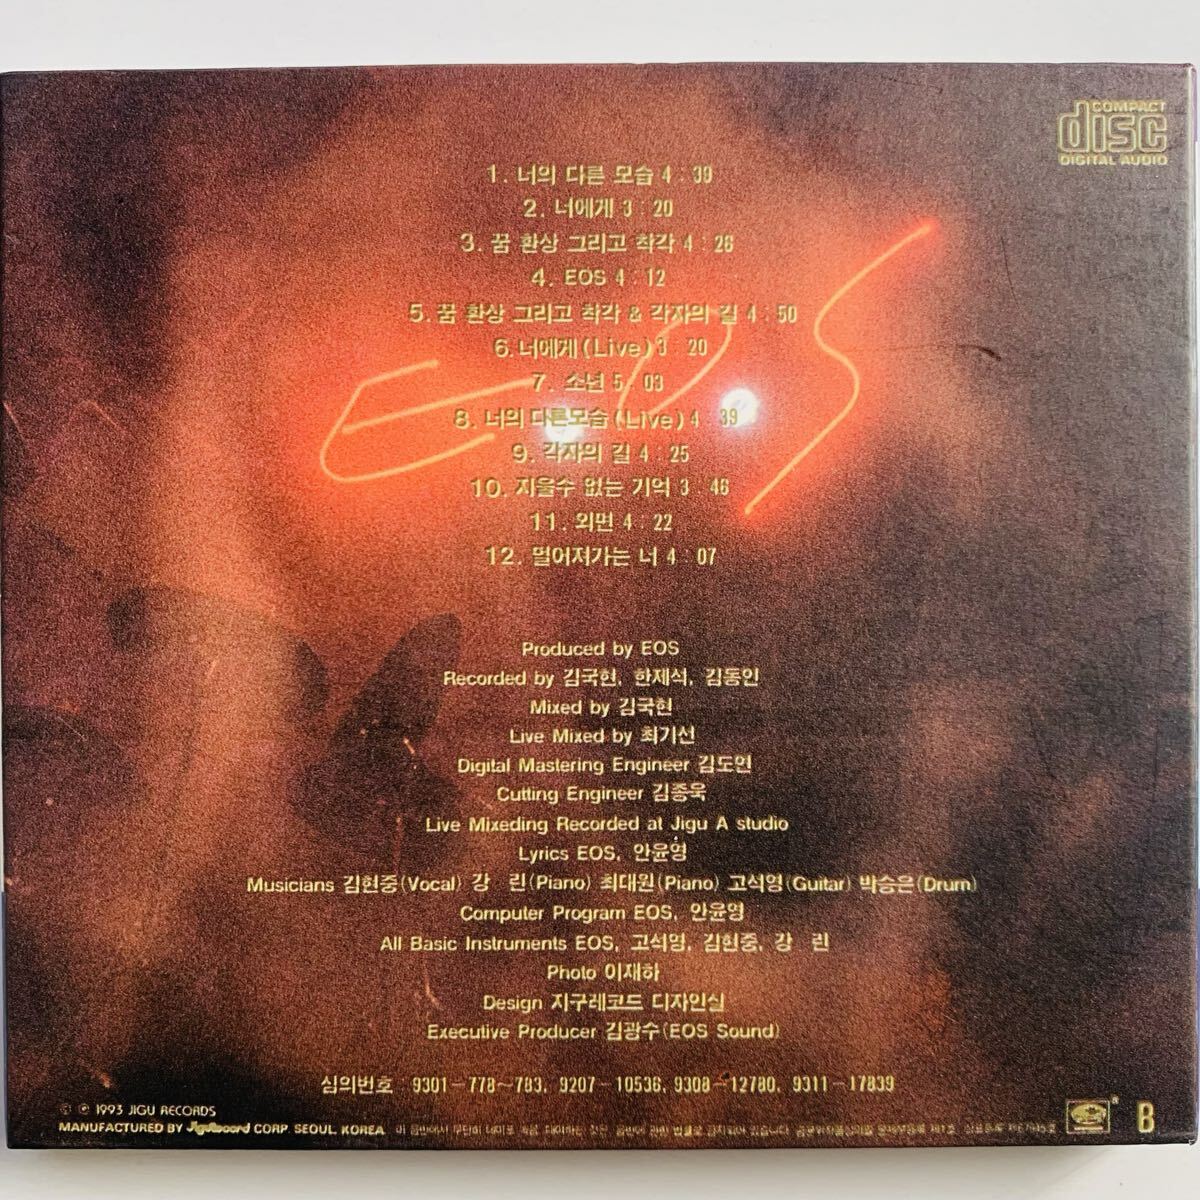 COMPACT
disc
DIGITAL AUDIO
1. 너의 다른 모습 4 : 39
2. 너에게 3 : 20
3. 꿈 환상 그리고 착각 4 : 26
4. EOS 4 : 12
5. 꿈 환상 그리고 착각 & 각자의 길 4 : 50
6. 너에게 (Live) 3 : 20
7. 소년 5 : 03
8. 너의 다른모습 (Live) 4 : 39
9. 각자의 길 4 : 25
10. 지울수 없는 기억 3 : 46
11. 외면 4 : 22
12. 멀어져가는 너 4 : 07
EOS
Produced by EOS
Recorded by 김국현, 한제석, 김동인
Mixed by 김국현
Live Mixed by 최기선
Digital Mastering Engineer 김도연
Cutting Engineer 김종욱
Live Mixeding Recorded at Jigu A studio
Lyrics EOS, 안윤영
Musicians 김현중(Vocal) 강 린(Piano) 최대원(Piano) 고석영(Guitar) 박승은(Drum)
Computer Program EOS, 안윤영
All Basic Instruments EOS, 고석영, 김현중, 강 린
Photo 이재하
Design 지구레코드 디자인실
Executive Producer 김광수(EOS Sound)
심의번호 9301-778~783, 9207-10536, 9308-12780, 9311-17839
© ℗ 1993 JIGU RECORDS
MANUFACTURED BY JiguRecord CORP. SEOUL, KOREA
B